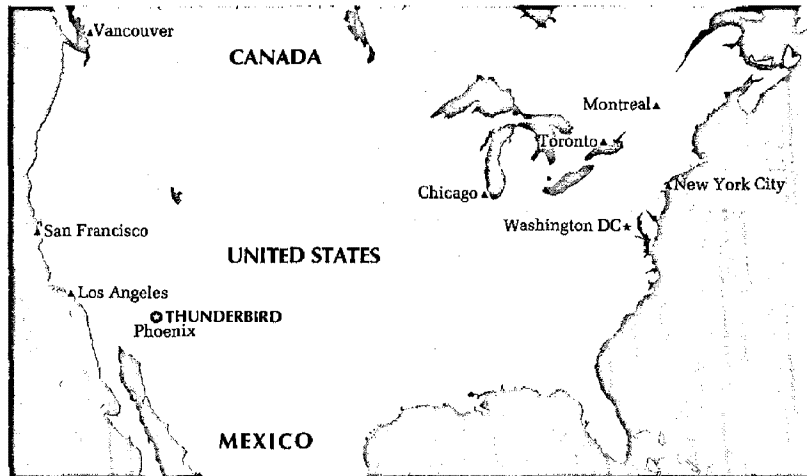 Vancouver
CANADA
Montreal
Toronto
Chicago
New York City
San Francisco
Washington DC
UNITED STATES
Los Angeles
THUNDERBIRD
Phoenix
MEXICO